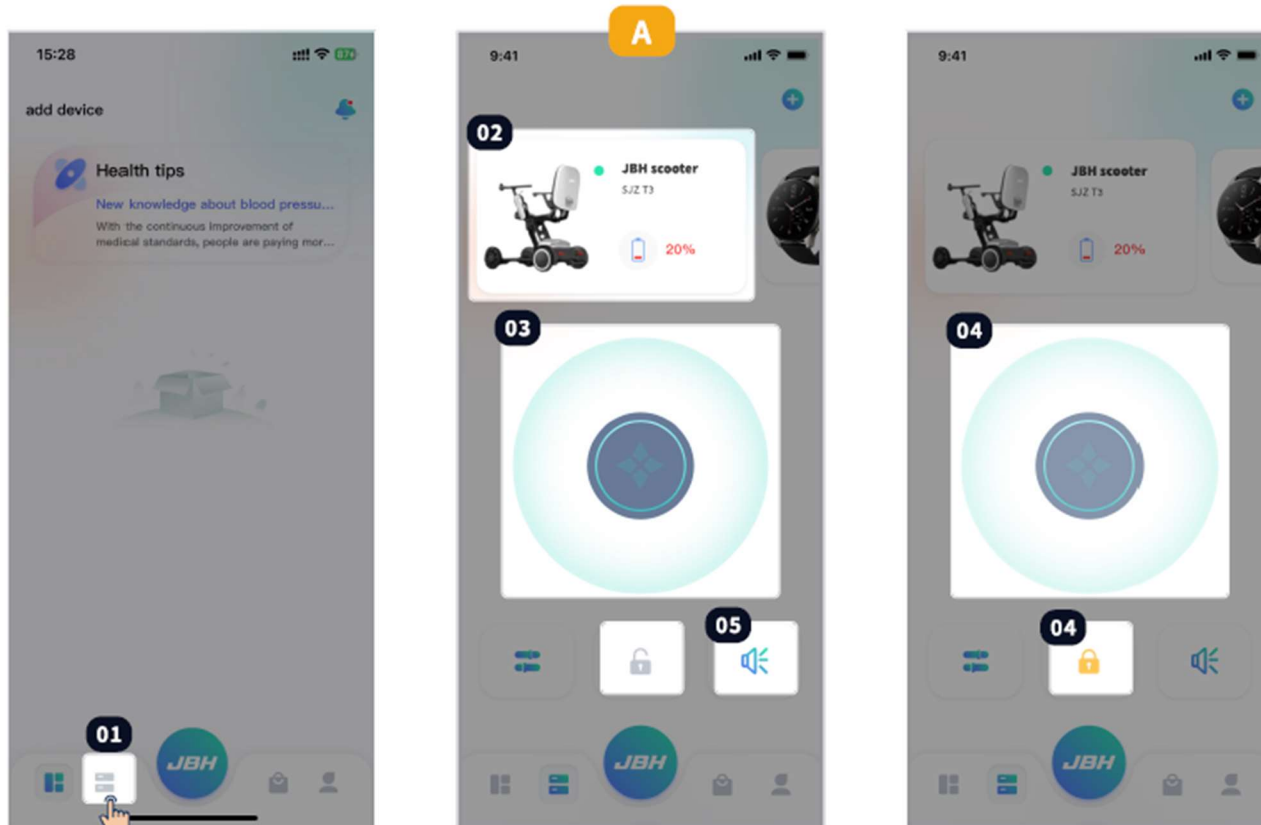 A
15:28
87
add device
Health tips
New knowledge about blood pressu...
With the continuous improvement of
medical standards, people are paying mor...
01
JBH
9:41
02
JBH scooter
SJZ T3
20%
03
05
JBH
9:41
JBH scooter
SJZ T3
20%
04
04
JBH